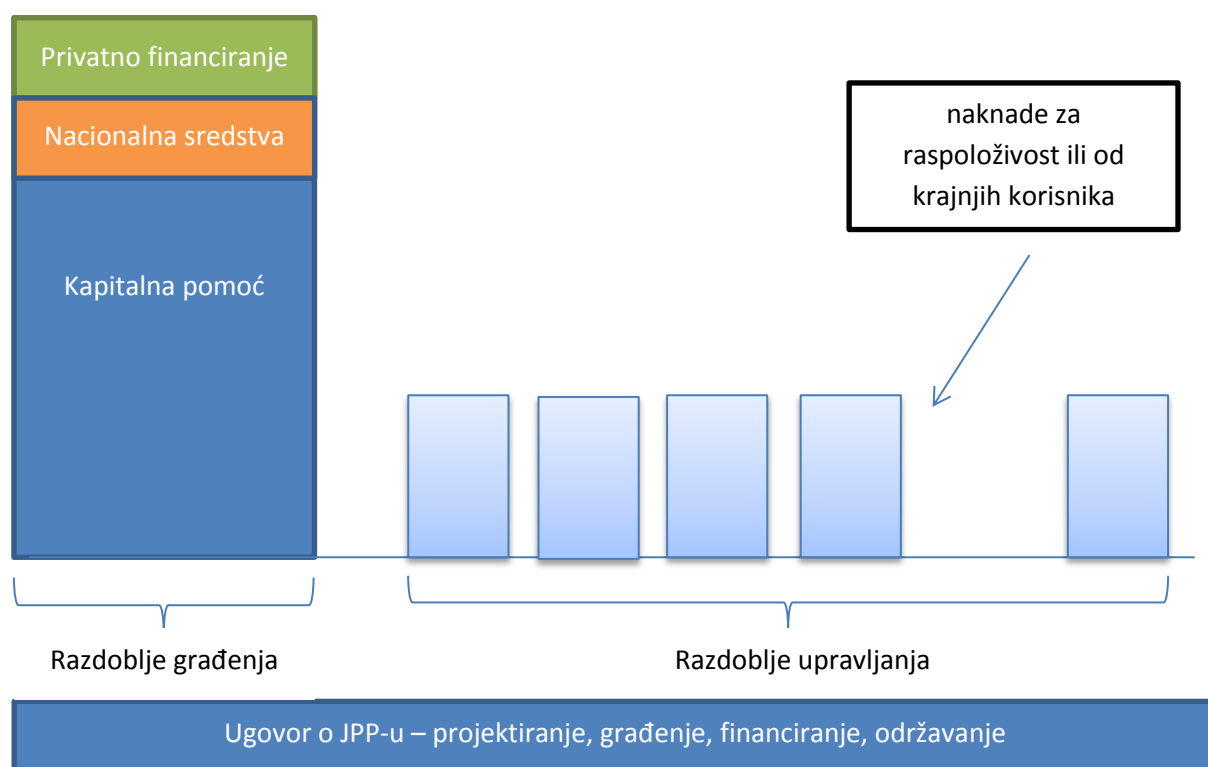 Privatno financiranje
Nacionalna sredstva
Kapitalna pomoć
naknade za
raspoloživost ili od
krajnjih korisnika
Razdoblje građenja
Razdoblje upravljanja
Ugovor o JPP-u – projektiranje, građenje, financiranje, održavanje